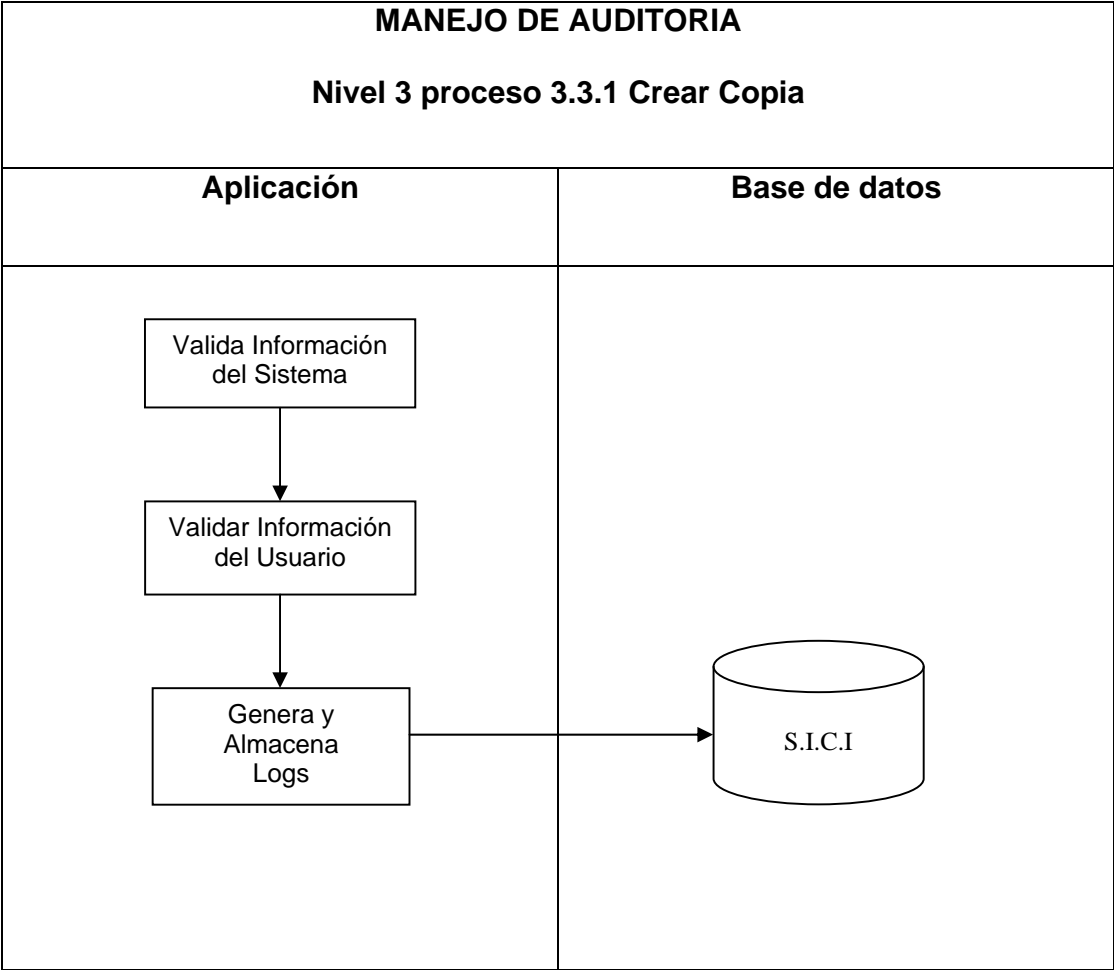 MANEJO DE AUDITORIA
Nivel 3 proceso 3.3.1 Crear Copia
Aplicación
Base de datos
Valida Información
del Sistema
Validar Información
del Usuario
Genera y
Almacena
Logs
S.I.C.I